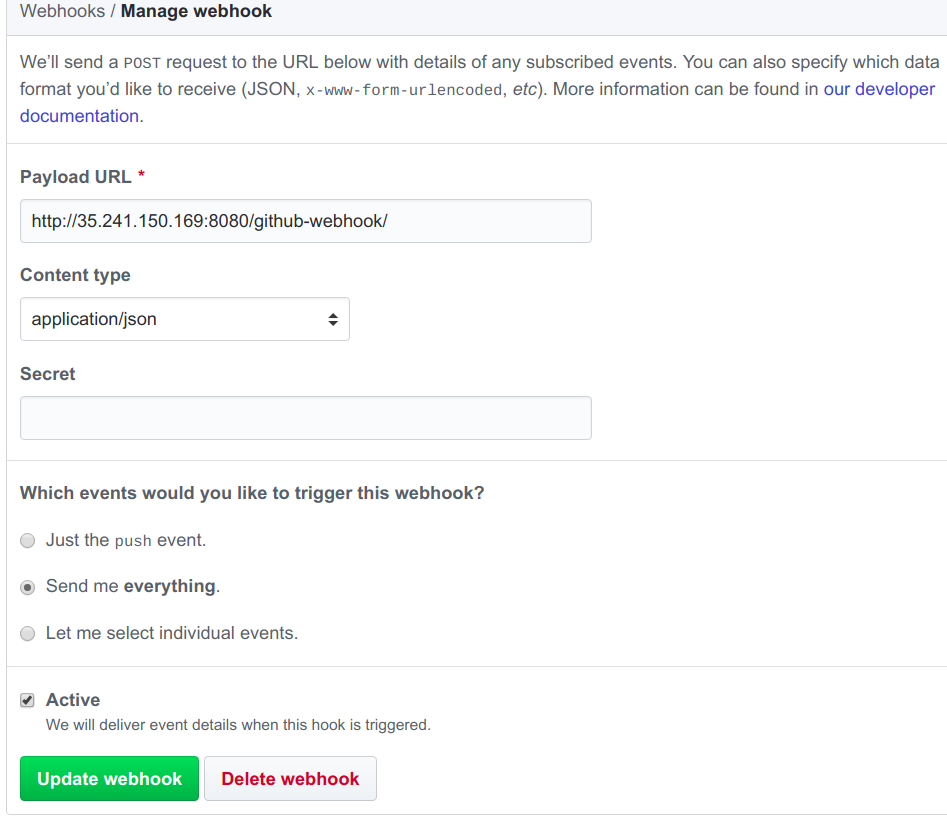 Webhooks / Manage webhook
We’ll send a POST request to the URL below with details of any subscribed events. You can also specify which data
format you’d like to receive (JSON, x-www-form-urlencoded, etc). More information can be found in our developer
documentation.
Payload URL *
http://35.241.150.169:8080/github-webhook/
Content type
application/json
Secret
Which events would you like to trigger this webhook?
Just the push event.
Send me everything.
Let me select individual events.
Active
We will deliver event details when this hook is triggered.
Update webhook Delete webhook